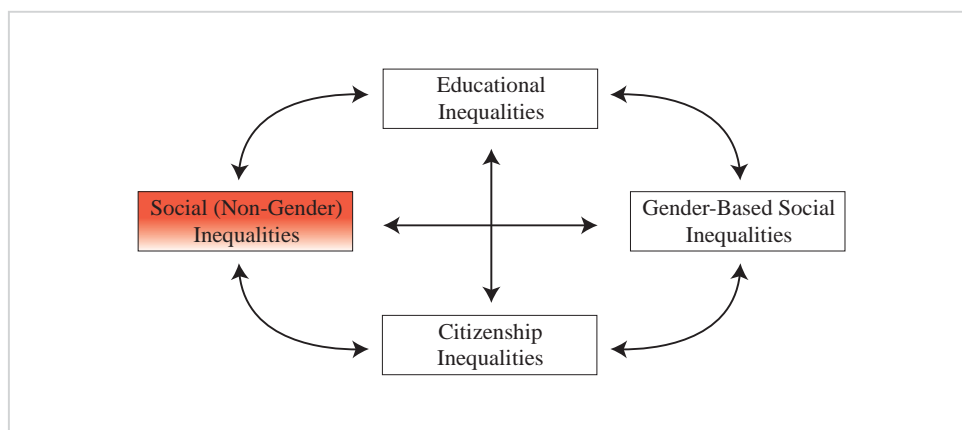 Educational
Inequalities
Social (Non-Gender)
Inequalities
Gender-Based Social
Inequalities
Citizenship
Inequalities